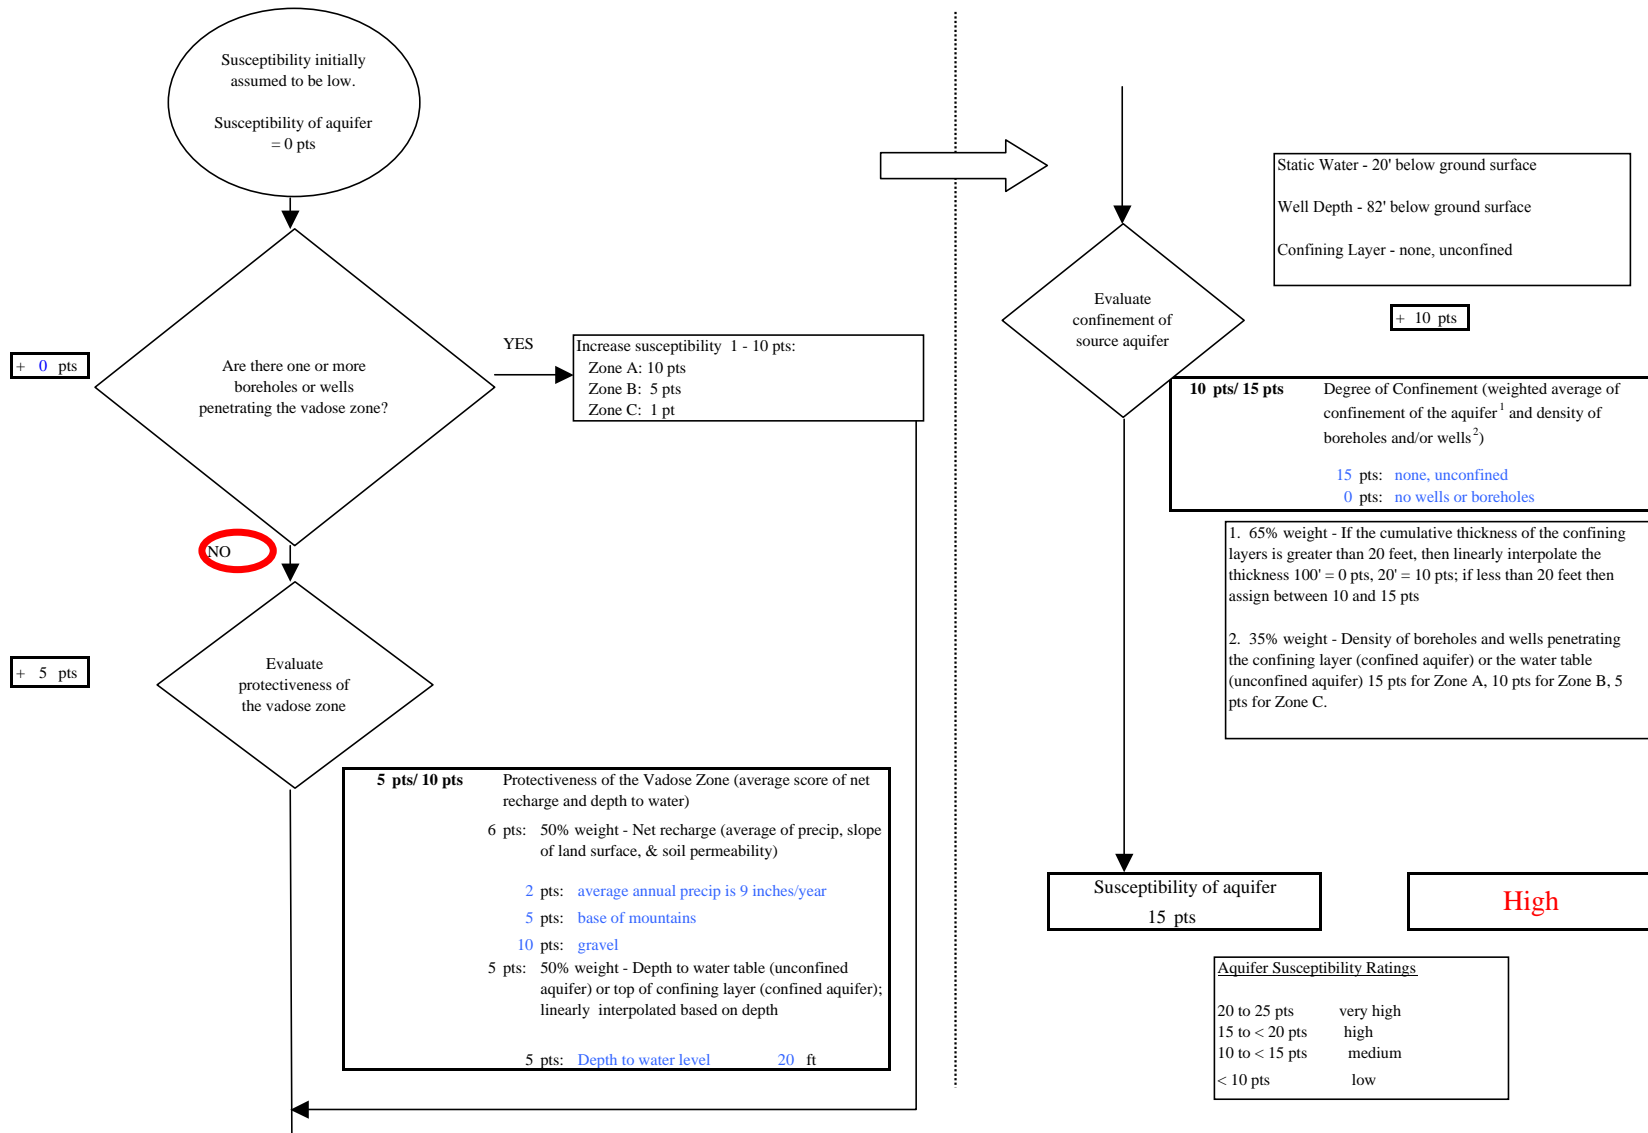 Susceptibility initially
assumed to be low.
Susceptibility of aquifer
= 0 pts
+ 0 pts
Are there one or more
boreholes or wells
penetrating the vadose zone?
YES
Increase susceptibility 1 - 10 pts:
Zone A: 10 pts
Zone B: 5 pts
Zone C: 1 pt
NO
+ 5 pts
Evaluate
protectiveness of
the vadose zone
5 pts/ 10 pts Protectiveness of the Vadose Zone (average score of net
recharge and depth to water)
6 pts: 50% weight - Net recharge (average of precip, slope
of land surface, & soil permeability)
2 pts: average annual precip is 9 inches/year
5 pts: base of mountains
10 pts: gravel
5 pts: 50% weight - Depth to water table (unconfined
aquifer) or top of confining layer (confined aquifer);
linearly interpolated based on depth
5 pts: Depth to water level 20 ft
Static Water - 20' below ground surface
Well Depth - 82' below ground surface
Confining Layer - none, unconfined
Evaluate
confinement of
source aquifer
+ 10 pts
10 pts/ 15 pts Degree of Confinement (weighted average of
confinement of the aquifer1 and density of
boreholes and/or wells2)
15 pts: none, unconfined
0 pts: no wells or boreholes
1. 65% weight - If the cumulative thickness of the confining
layers is greater than 20 feet, then linearly interpolate the
thickness 100' = 0 pts, 20' = 10 pts; if less than 20 feet then
assign between 10 and 15 pts
2. 35% weight - Density of boreholes and wells penetrating
the confining layer (confined aquifer) or the water table
(unconfined aquifer) 15 pts for Zone A, 10 pts for Zone B, 5
pts for Zone C.
Susceptibility of aquifer
15 pts
High
Aquifer Susceptibility Ratings
20 to 25 pts very high
15 to < 20 pts high
10 to < 15 pts medium
< 10 pts low